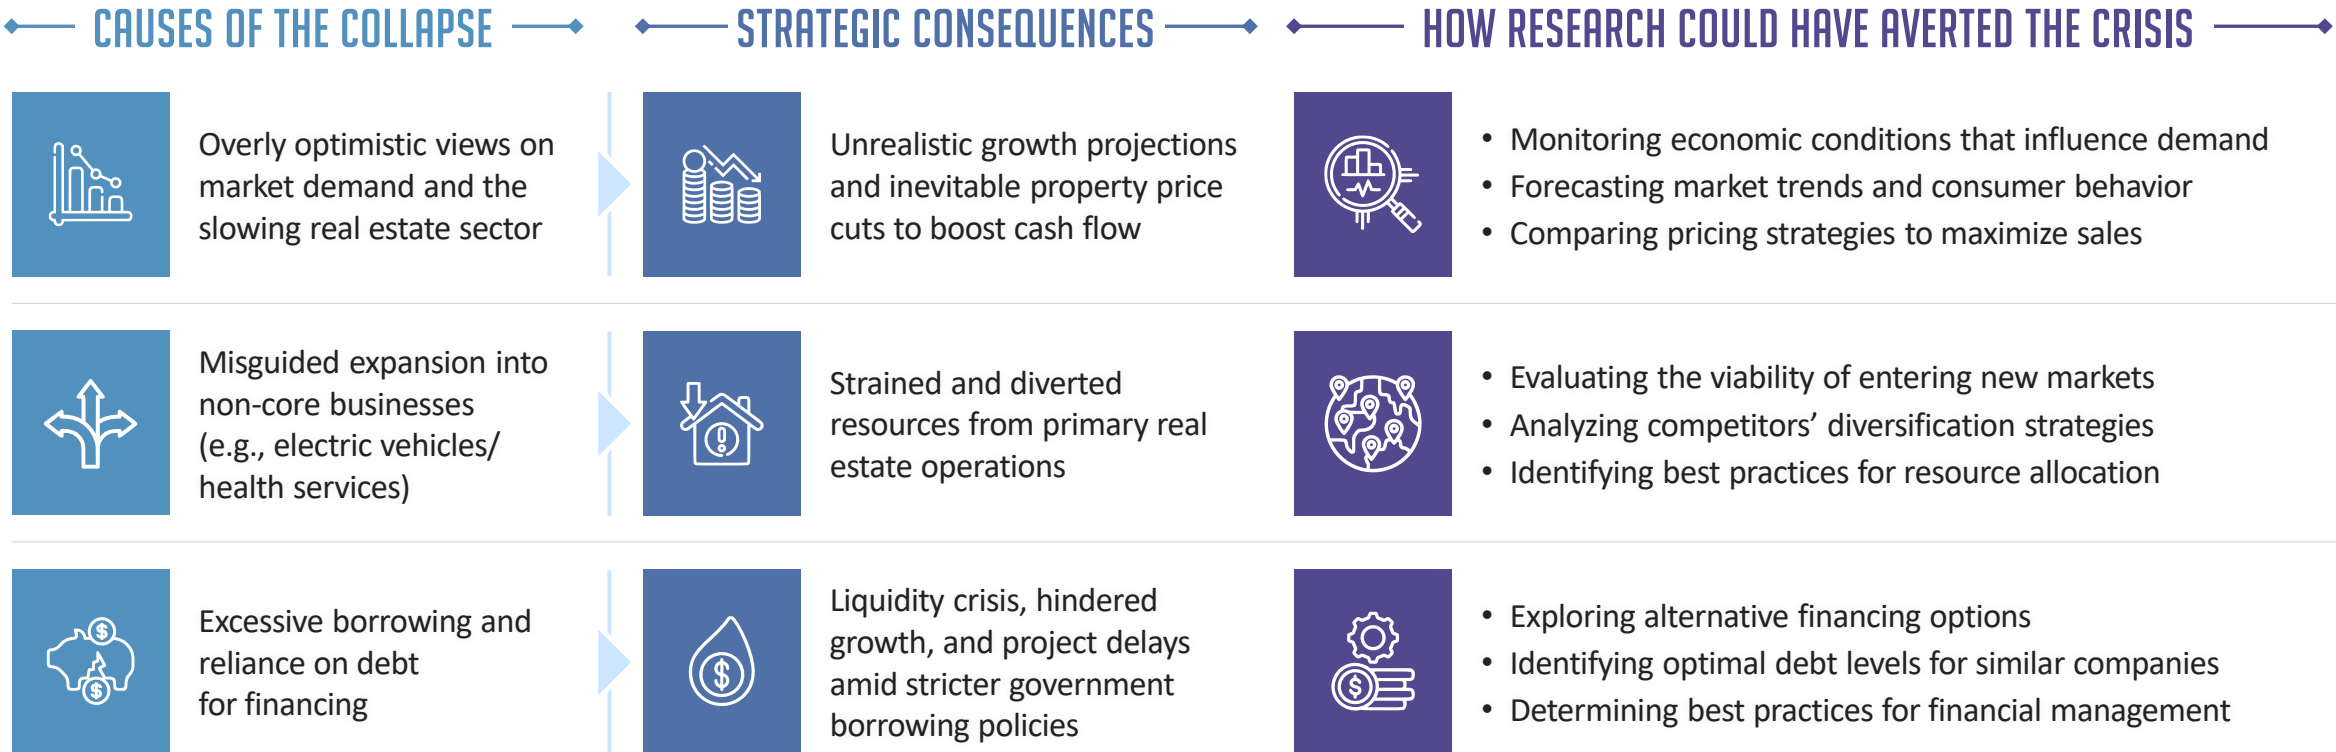 CAUSES OF THE COLLAPSE
STRATEGIC CONSEQUENCES
HOW RESEARCH COULD HAVE AVERTED THE CRISIS
Overly optimistic views on
market demand and the
slowing real estate sector
Unrealistic growth projections
and inevitable property price
cuts to boost cash flow
• Monitoring economic conditions that influence demand
• Forecasting market trends and consumer behavior
• Comparing pricing strategies to maximize sales
Misguided expansion into
non-core businesses
(e.g., electric vehicles/
health services)
Strained and diverted
resources from primary real
estate operations
• Evaluating the viability of entering new markets
• Analyzing competitors’ diversification strategies
• Identifying best practices for resource allocation
Excessive borrowing and
reliance on debt
for financing
Liquidity crisis, hindered
growth, and project delays
amid stricter government
borrowing policies
• Exploring alternative financing options
• Identifying optimal debt levels for similar companies
• Determining best practices for financial management